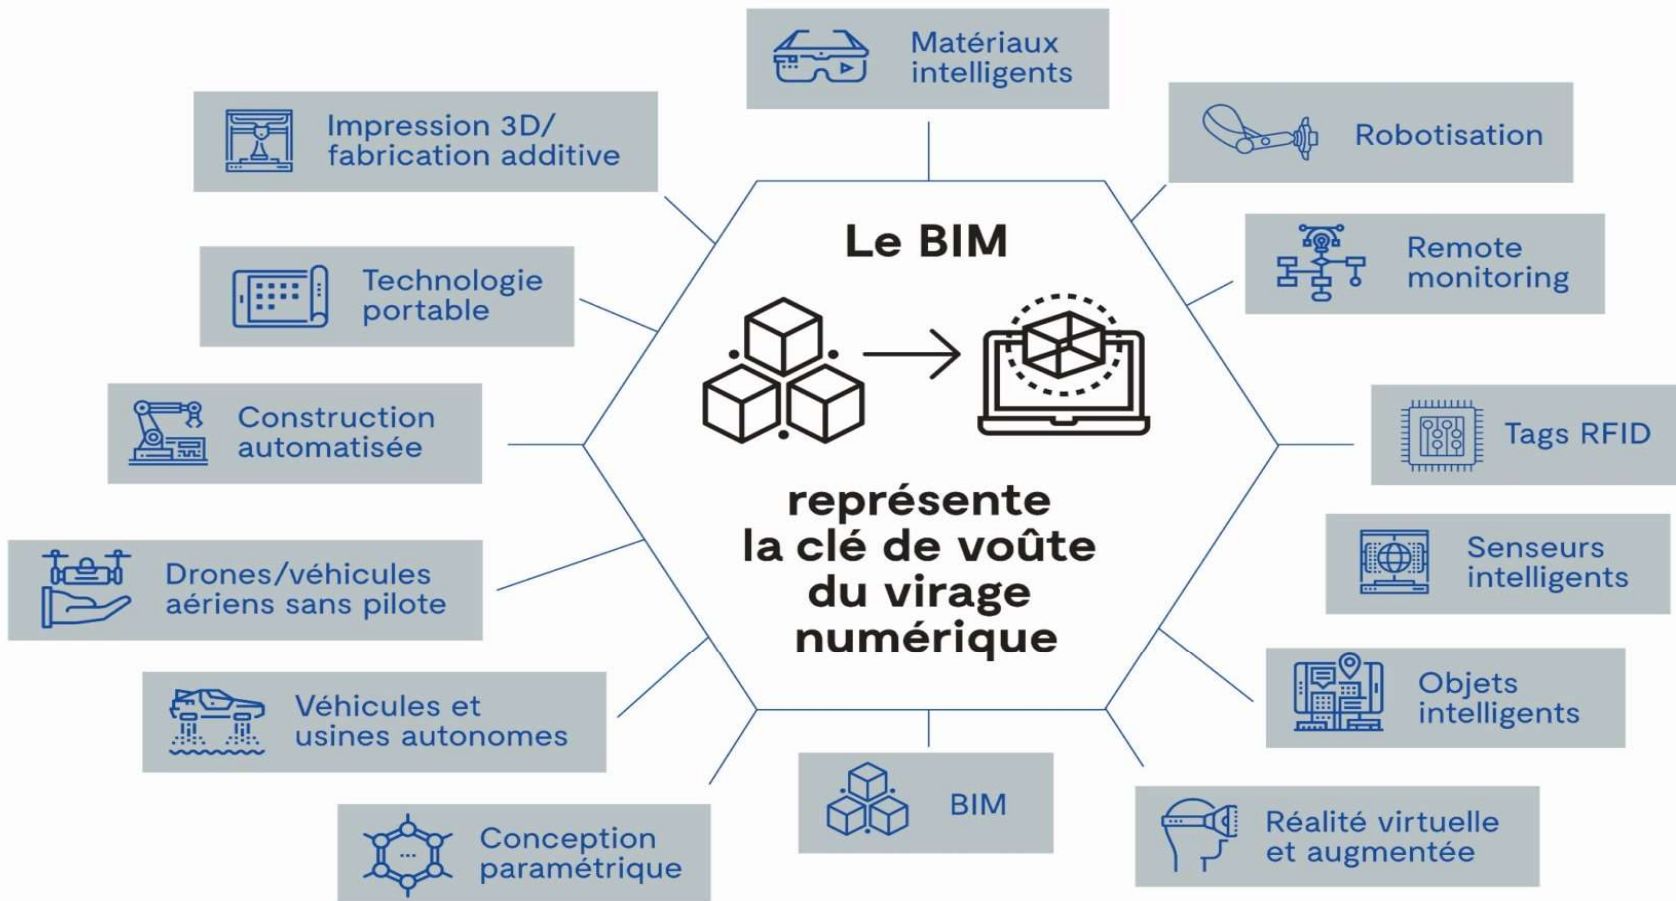 Matériaux
intelligents
Impression 3D/
fabrication additive
Robotisation
Technologie
portable
Remote
monitoring
Construction
automatisée
Tags RFID
Drones/véhicules
aériens sans pilote
Senseurs
intelligents
Véhicules et
usines autonomes
Objets
intelligents
Conception
paramétrique
BIM
Réalité virtuelle
et augmentée
Le BIM
représente
la clé de voûte
du virage
numérique